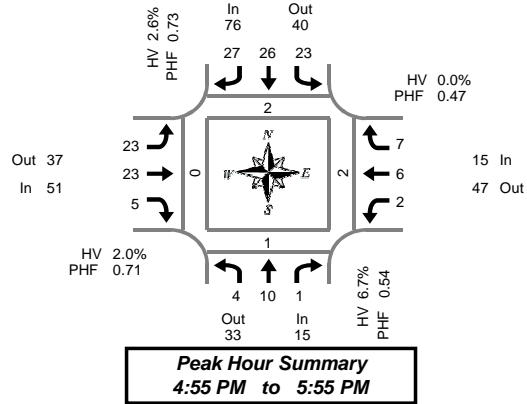 In Out
76 40
HV 2.6%
PHF 0.73
27 26 23
HV 0.0%
PHF 0.47
2
23
23
5
Out 37
In 51
0
N
W E
S
2
7
6
2
15 In
47 Out
HV 2.0%
PHF 0.71
1
4 10 1
HV 6.7%
PHF 0.54
Out In
33 15
Peak Hour Summary
4:55 PM to 5:55 PM